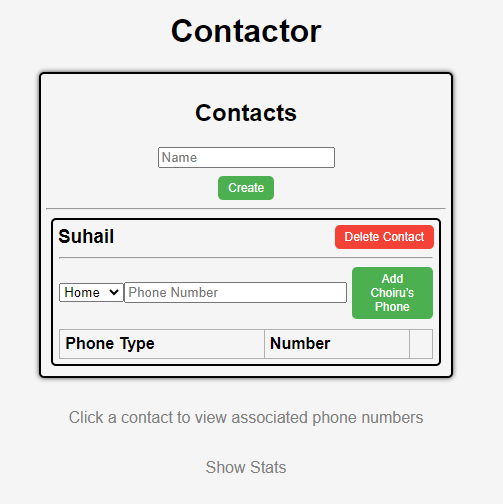 Contactor
Contacts
Name
Create
Suhail
Delete Contact
Home
Phone Number
Add
Choiru's
Phone
Phone Type
Number
Click a contact to view associated phone numbers
Show Stats